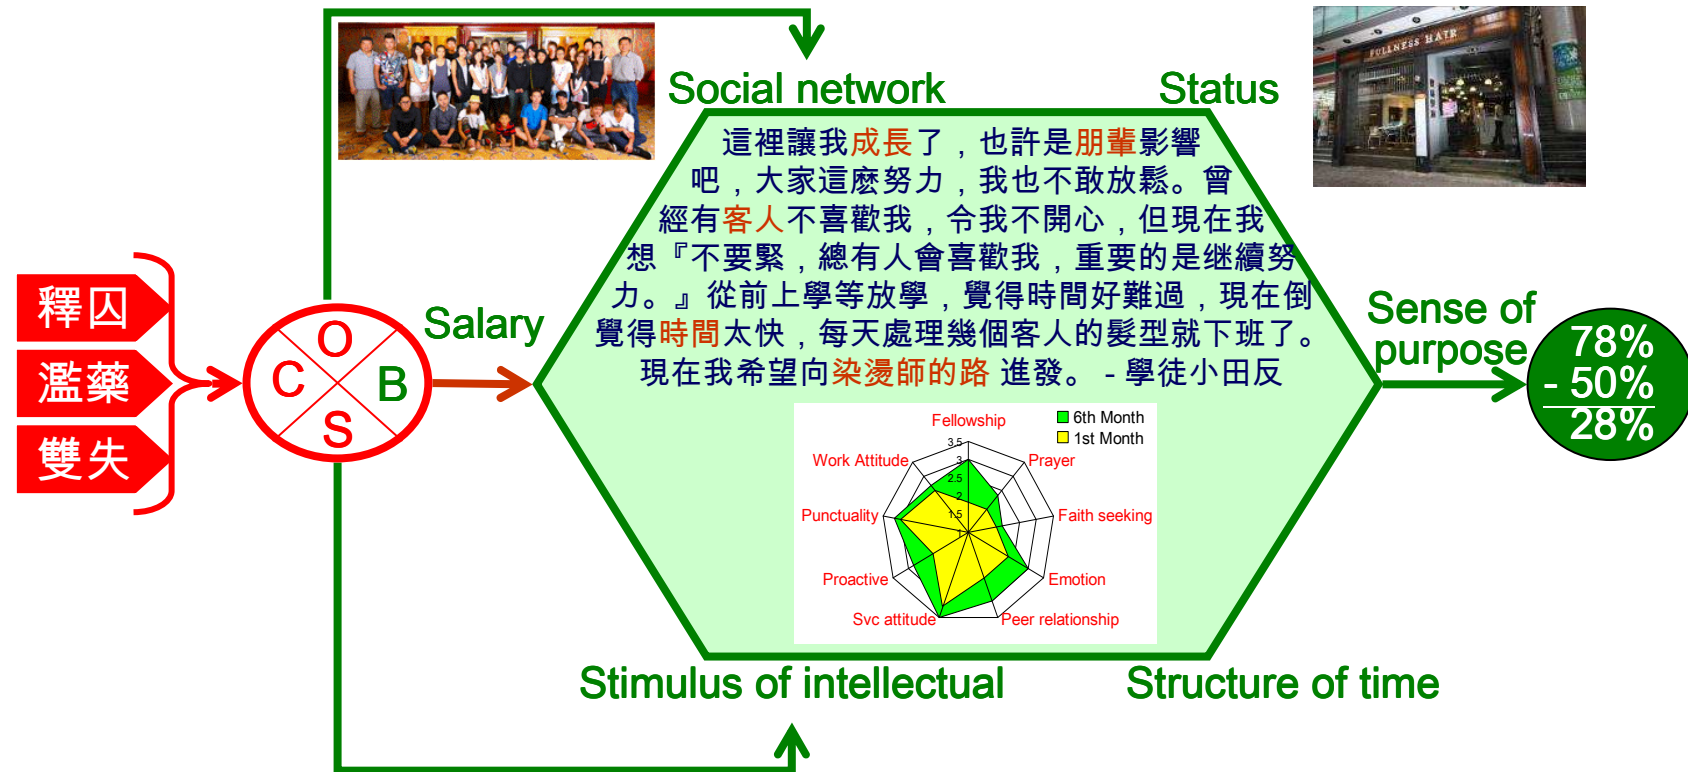 FULLNESS HAIR
Social network
Status
這裡讓我成長了，也許是朋輩影響
吧，大家這麽努力，我也不敢放鬆。曾
經有客人不喜歡我，令我不開心，但現在我
想『不要緊，總有人會喜歡我，重要的是继續努
力。』從前上學等放學，覺得時間好難過，現在倒
覺得時間太快，每天處理幾個客人的髮型就下班了。
現在我希望向染燙師的路 進發。 - 學徒小田反
釋囚
濫藥
雙失
O
C
B
S
Salary
Sense of
purpose
78%
- 50%
28%
6th Month
1st Month
Fellowship
Prayer
Faith seeking
Emotion
Peer relationship
Svc attitude
Proactive
Punctuality
Work Attitude
3.5
3
2.5
2
1.5
1
Stimulus of intellectual
Structure of time